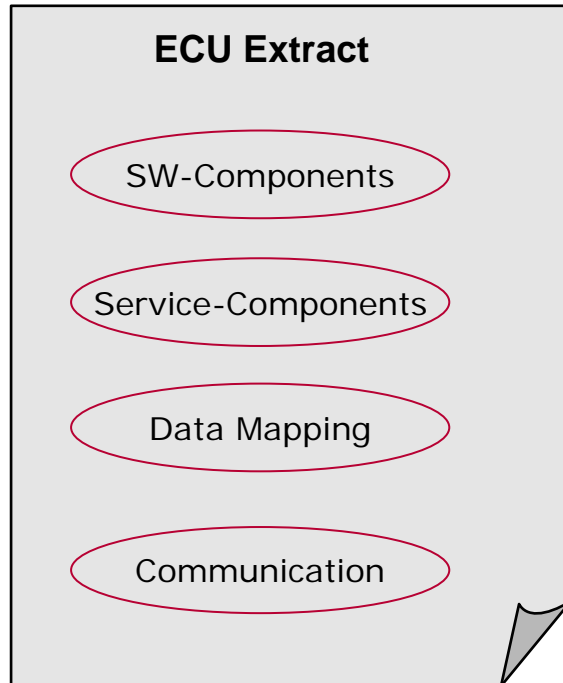 ECU Extract
SW-Components
Service-Components
Data Mapping
Communication